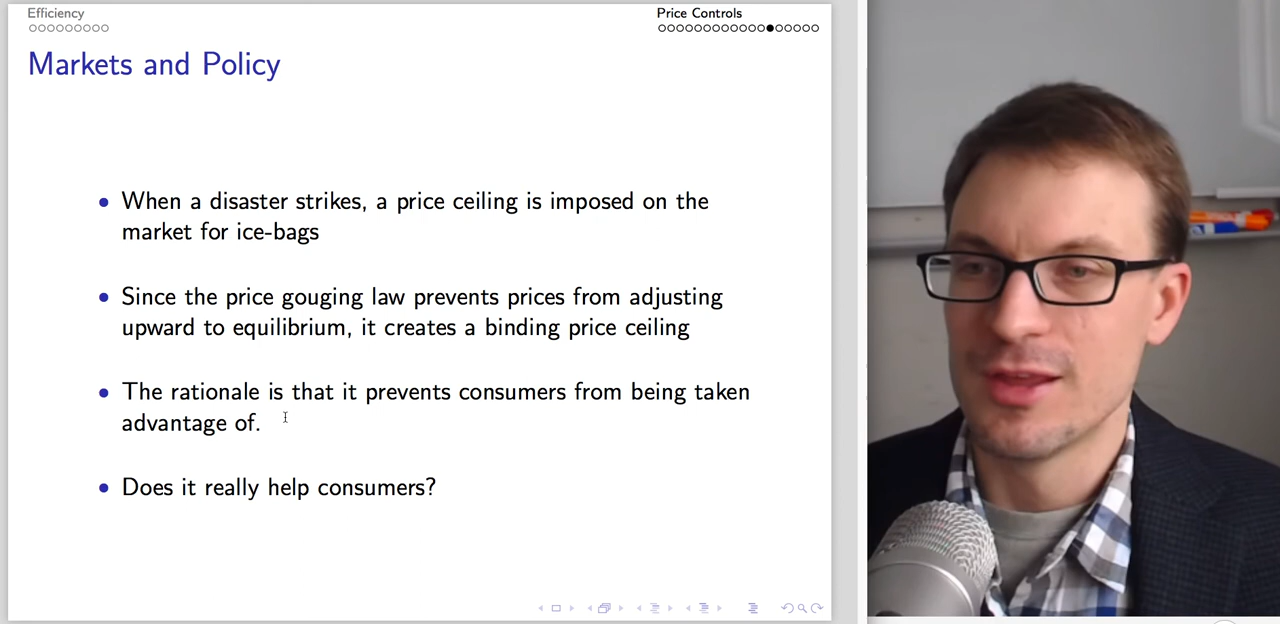 Efficiency
Price Controls
Markets and Policy
When a disaster strikes, a price ceiling is imposed on the
market for ice-bags
Since the price gouging law prevents prices from adjusting
upward to equilibrium, it creates a binding price ceiling
The rationale is that it prevents consumers from being taken
advantage of.
Does it really help consumers?